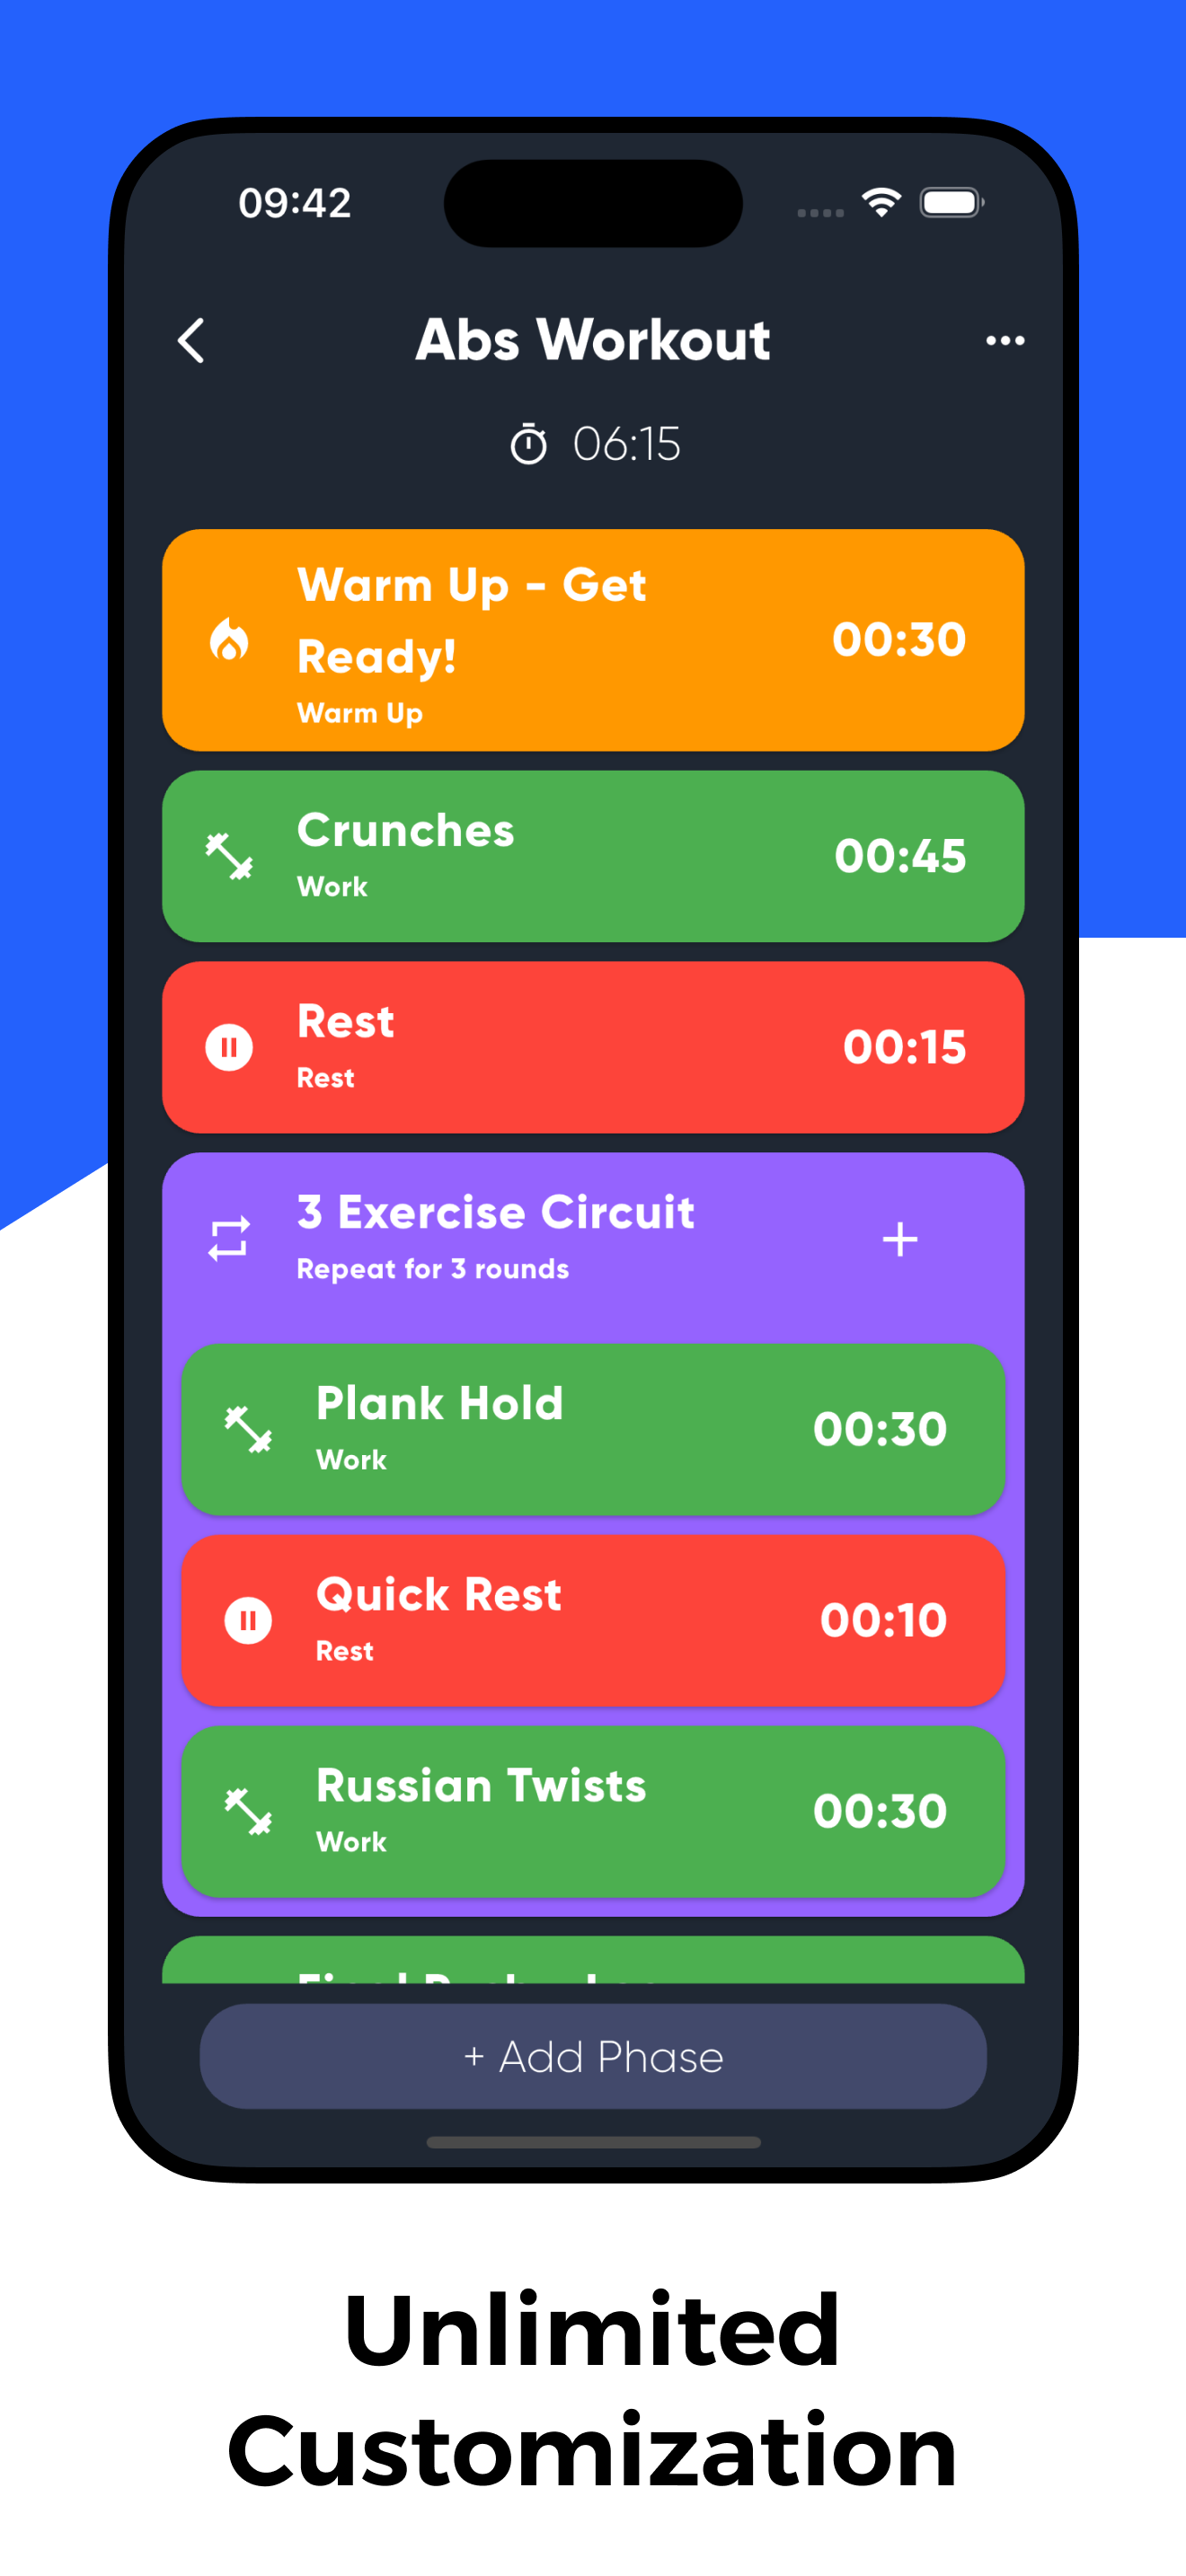 09:42
Abs Workout
06:15
Warm Up - Get
Ready!
Warm Up
00:30
Crunches
Work
00:45
Rest
Rest
00:15
3 Exercise Circuit
Repeat for 3 rounds
+
Plank Hold
Work
00:30
Quick Rest
Rest
00:10
Russian Twists
Work
00:30
+ Add Phase
Unlimited
Customization